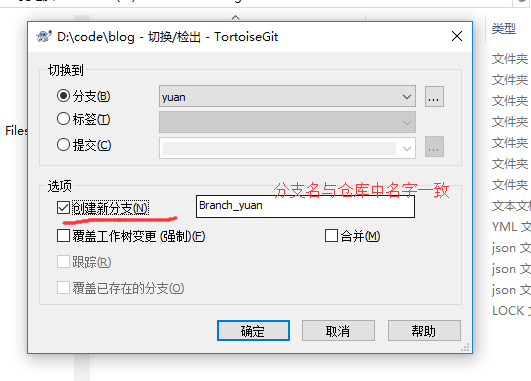 类型
D:\code\blog - 切换/检出 - TortoiseGit
文件夹
文件夹
文件夹
文件夹
文件夹
文件夹
文件夹
文本文档
YML 文
json 文
json 文
json 文
LOCK 文
Files
切换到
分支(B)
yuan
...
标签(T)
提交(C)
...
选项
分支名与仓库中名字一致
创建新分支(N)
Branch_yuan
覆盖工作树变更 (强制)(F)
合并(M)
跟踪(R)
覆盖已存在的分支(O)
确定
取消
帮助